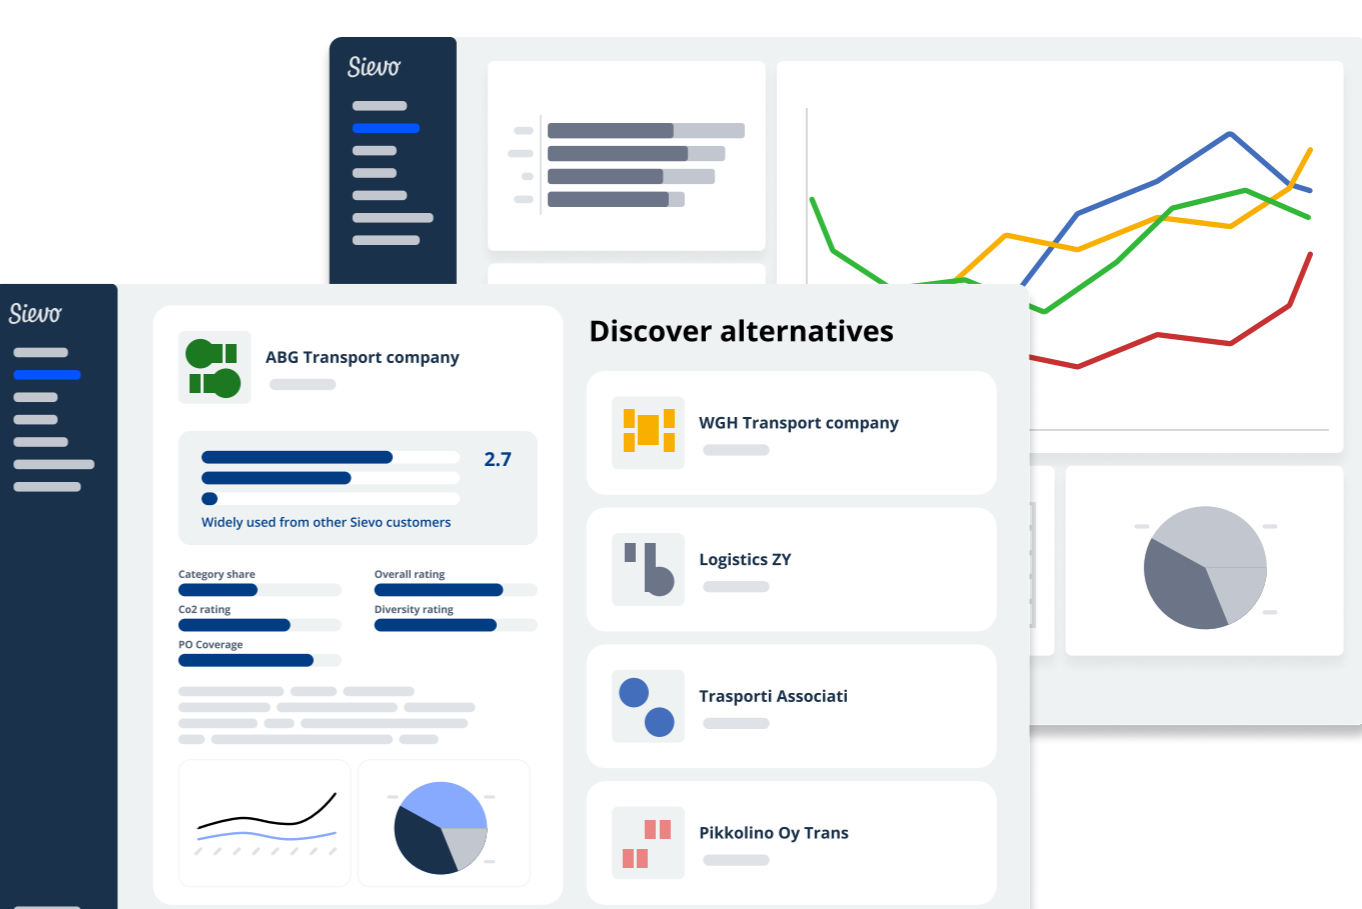 Sievo
Sievo
ABG Transport company
2.7
Widely used from other Sievo customers
Category share
Overall rating
Co2 rating
Diversity rating
PO Coverage
Discover alternatives
WGH Transport company
Logistics ZY
Trasporti Associati
Pikkolino Oy Trans